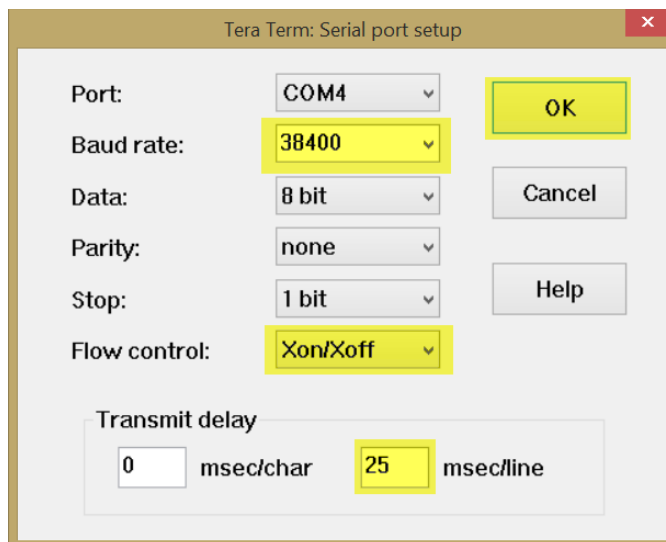 Tera Term: Serial port setup
Port: COM4
OK
Baud rate: 38400
Data: 8 bit
Cancel
Parity: none
Help
Stop: 1 bit
Flow control: Xon/Xoff
Transmit delay
0 msec/char 25 msec/line